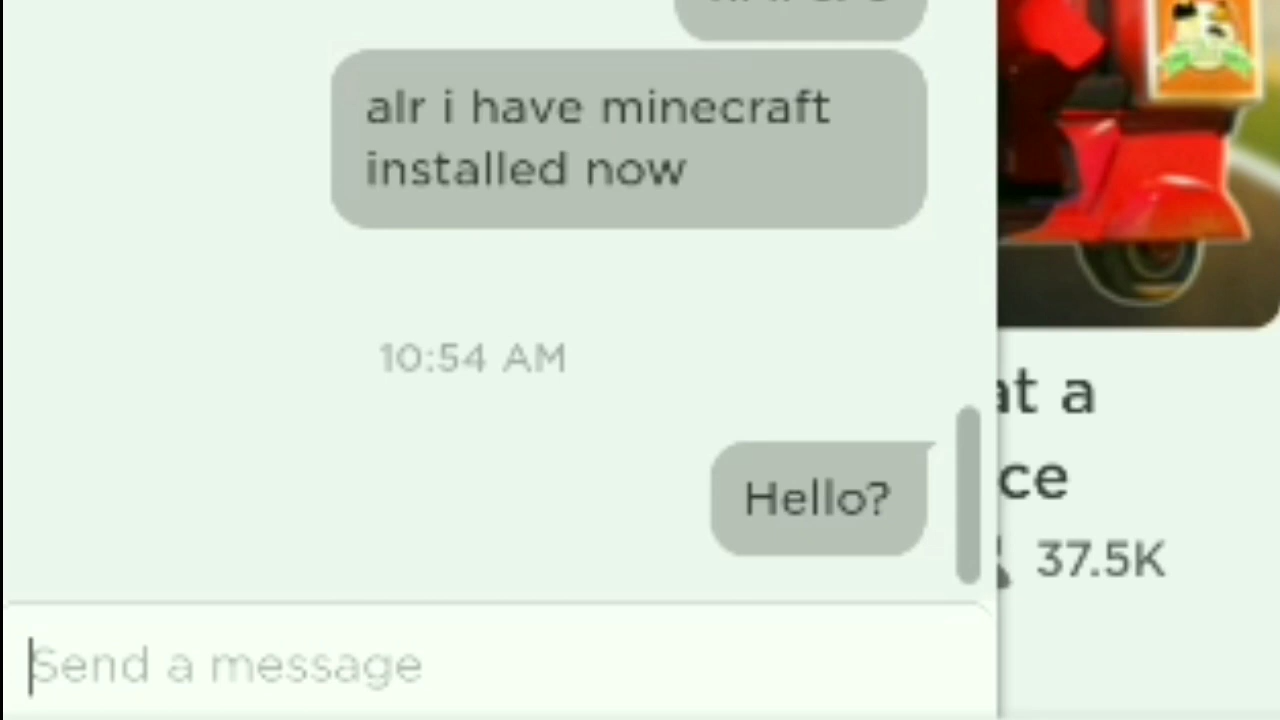 alr i have minecraft
installed now
10:54 AM
at a
Hello?
ce
37.5K
Send a message